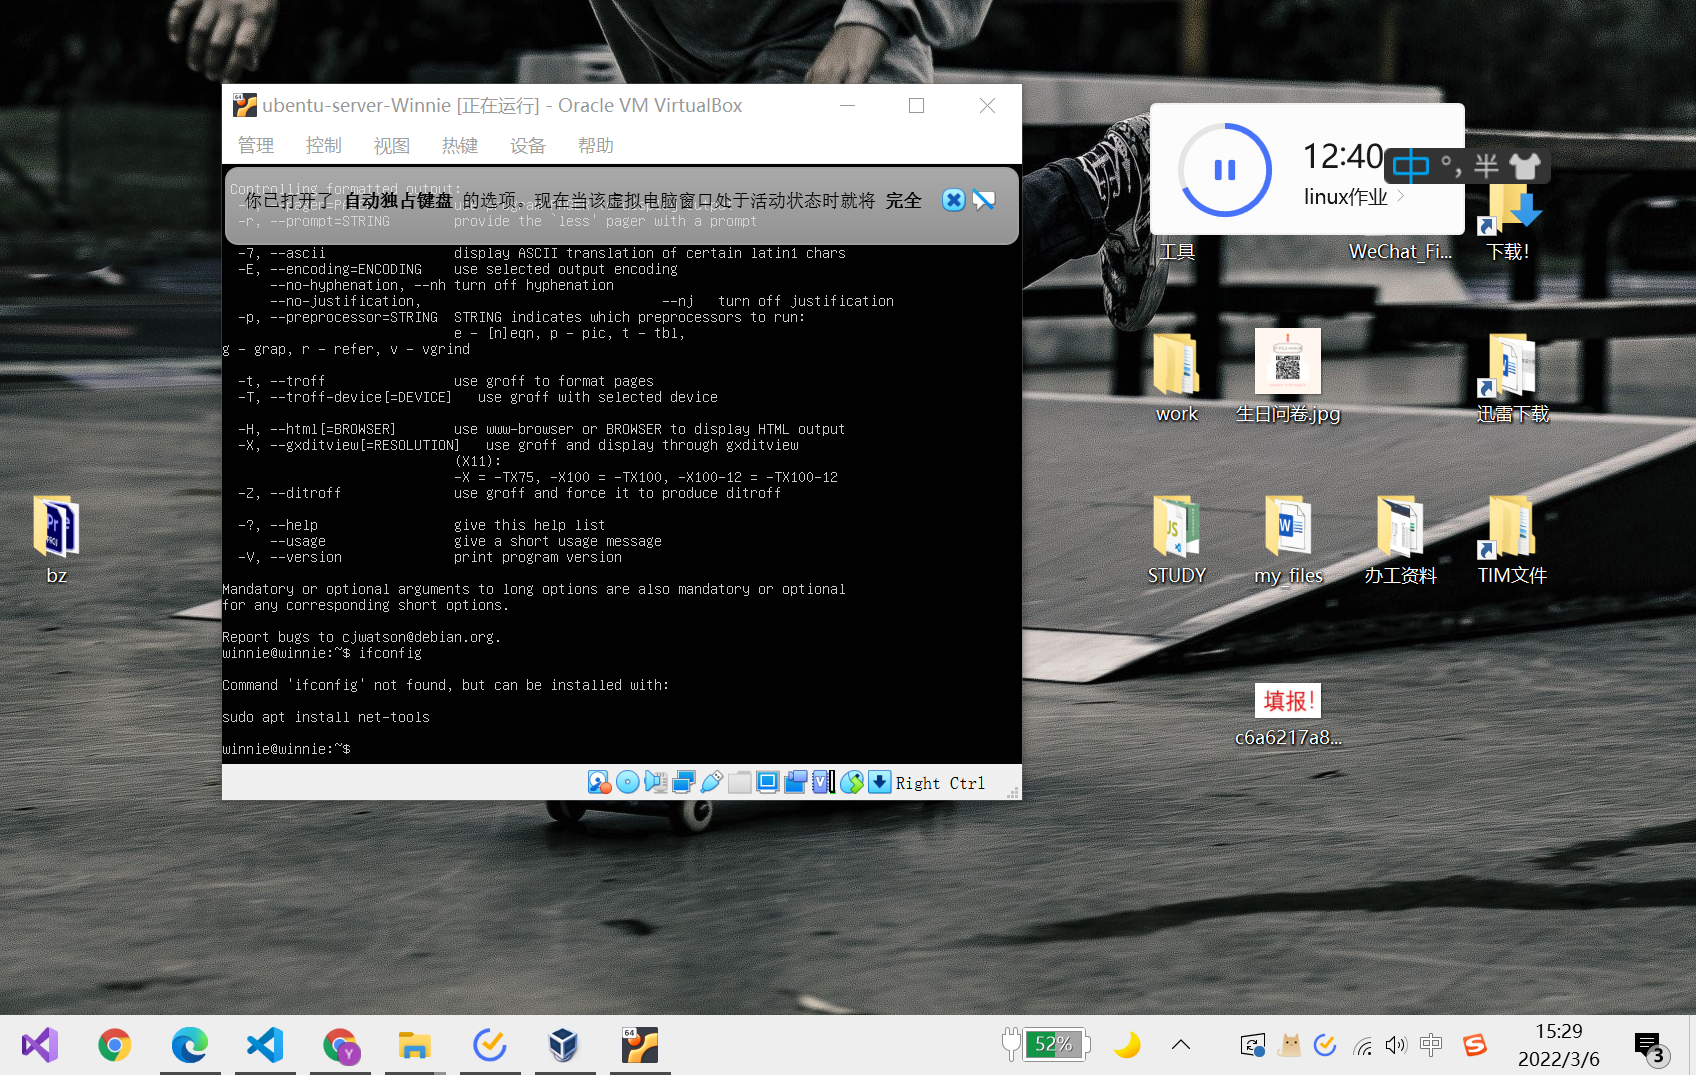 ubentu-server-Winnie [正在运行] - Oracle VM VirtualBox
管理 控制 视图 热键 设备 帮助
Controlling formatted output:
你已打开了 自动独占键盘 的选项。现在当该虚拟电脑窗口处于活动状态时就将 完全
-r, --prompt=STRING provide the `less' pager with a prompt
-7, --ascii display ASCII translation of certain latin1 chars
-E, --encoding=ENCODING use selected output encoding
--no-hyphenation, --nh turn off hyphenation
--no-justification, --nj turn off justification
-p, --preprocessor=STRING STRING indicates which preprocessors to run:
e - [n]eqn, p - pic, t - tbl,
g - grap, r - refer, v - vgrind
-t, --troff use groff to format pages
-T, --troff-device[=DEVICE] use groff with selected device
-H, --html[=BROWSER] use www-browser or BROWSER to display HTML output
-X, --gxditview[=RESOLUTION] use groff and display through gxditview
(X11):
-X = -TX75, -X100 = -TX100, -X100-12 = -TX100-12
-Z, --ditroff use groff and force it to produce ditroff
-?, --help give this help list
--usage give a short usage message
-V, --version print program version
Mandatory or optional arguments to long options are also mandatory or optional
for any corresponding short options.
Report bugs to cjwatson@debian.org.
winnie@winnie:~$ ifconfig
Command 'ifconfig' not found, but can be installed with:
sudo apt install net-tools
winnie@winnie:~$
Right Ctrl
12:40
linux作业
中 °, 半
工具
WeChat_Fi...
下载!
work
生日问卷.jpg
迅雷下载
bz
STUDY
my_files
办工资料
TIM文件
填报!
c6a6217a8...
52%
中
15:29
2022/3/6
3